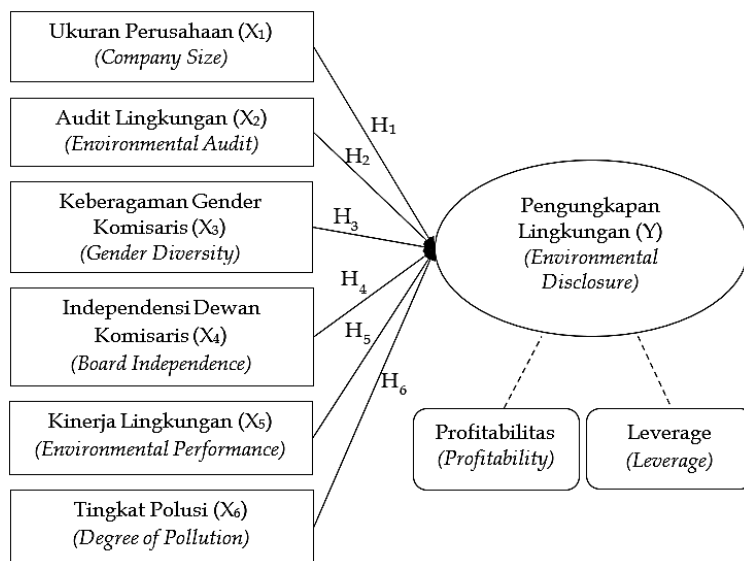 Ukuran Perusahaan (X₁)
(Company Size)
Audit Lingkungan (X₂)
(Environmental Audit)
Keberagaman Gender
Komisaris (X₃)
(Gender Diversity)
Independensi Dewan
Komisaris (X₄)
(Board Independence)
Kinerja Lingkungan (X₅)
(Environmental Performance)
Tingkat Polusi (X₆)
(Degree of Pollution)
H₁
H₂
H₃
H₄
H₅
H₆
Pengungkapan
Lingkungan (Y)
(Environmental
Disclosure)
Profitabilitas
(Profitability)
Leverage
(Leverage)